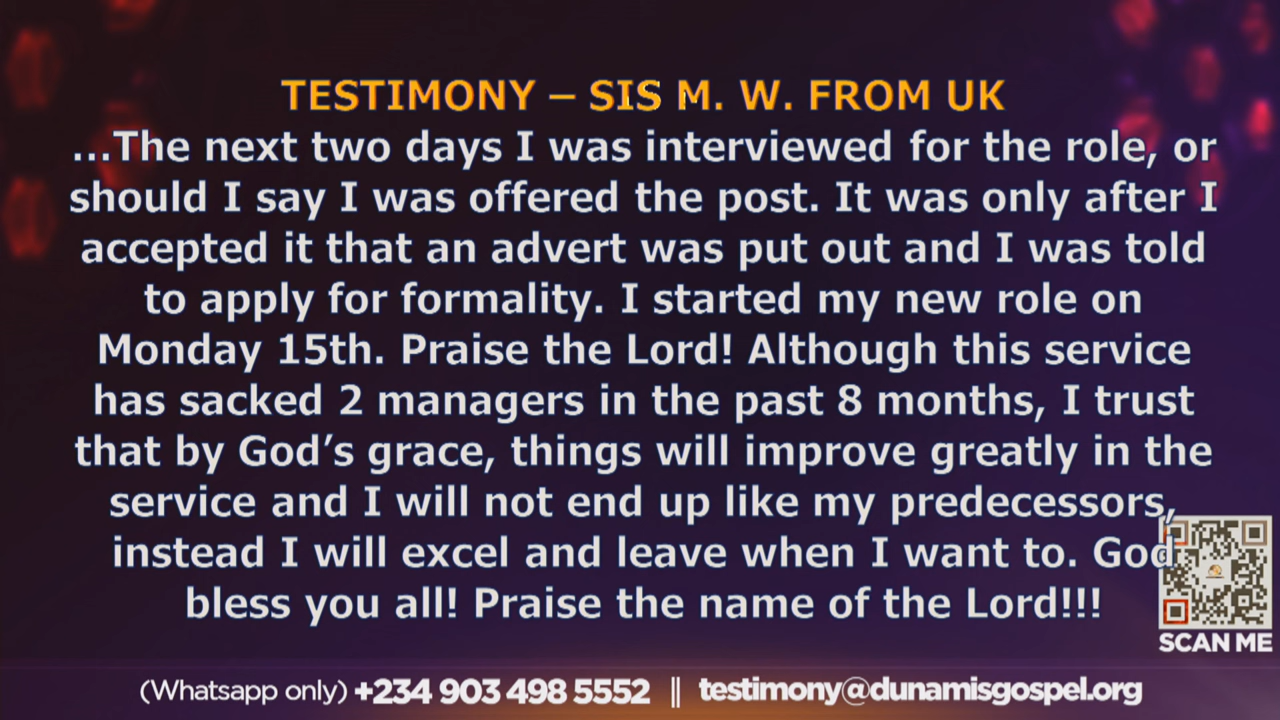 TESTIMONY – SIS M. W. FROM UK
...The next two days I was interviewed for the role, or
should I say I was offered the post. It was only after I
accepted it that an advert was put out and I was told
to apply for formality. I started my new role on
Monday 15th. Praise the Lord! Although this service
has sacked 2 managers in the past 8 months, I trust
that by God’s grace, things will improve greatly in the
service and I will not end up like my predecessors,
instead I will excel and leave when I want to. God
bless you all! Praise the name of the Lord!!!
SCAN ME
(Whatsapp only) +234 903 498 5552 || testimony@dunamisgospel.org